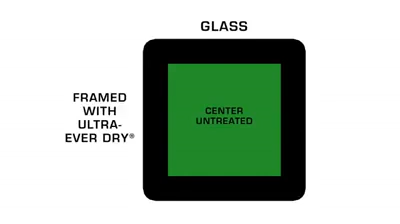 GLASS
FRAMED
WITH
ULTRA-
EVER DRY®
CENTER
UNTREATED